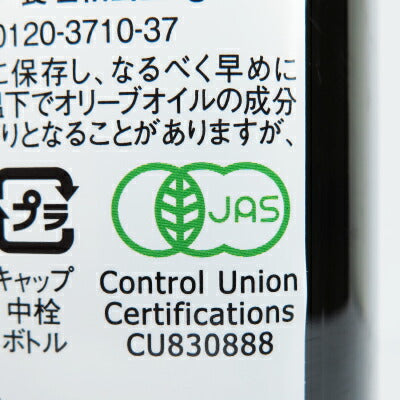 0120-3710-37
に保存し、なるべく早めに
温下でオリーブオイルの成分
りとなることがありますが、
プラ
JAS
キャップ
中栓
ボトル
Control Union
Certifications
CU830888